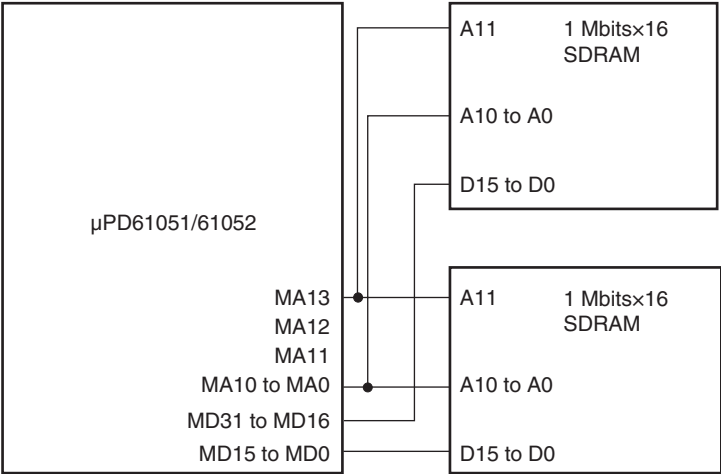 A11 1 Mbits×16
SDRAM
A10 to A0
D15 to D0
µPD61051/61052
MA13
MA12
MA11
MA10 to MA0
MD31 to MD16
MD15 to MD0
A11 1 Mbits×16
SDRAM
A10 to A0
D15 to D0